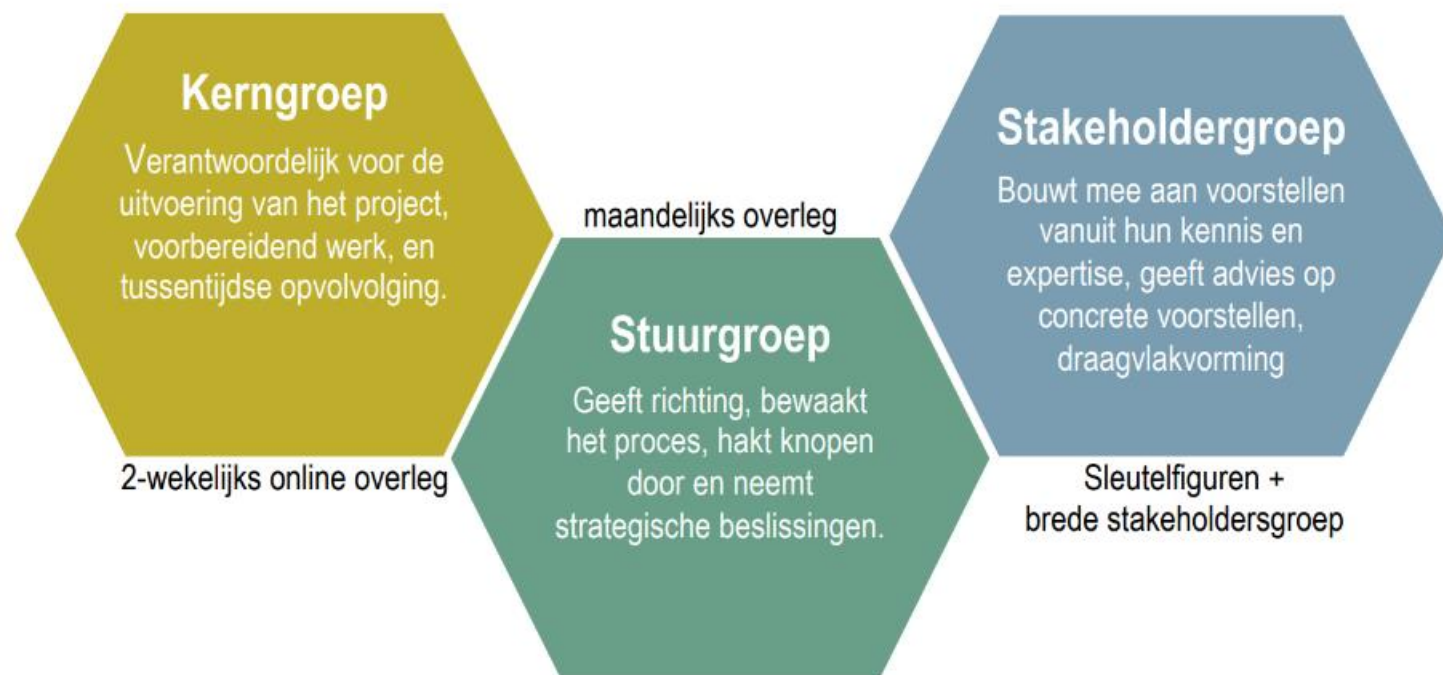 Kerngroep
Verantwoordelijk voor de
uitvoering van het project,
voorbereidend werk, en
tussentijdse opvolvolging.
2-wekelijks online overleg
maandelijks overleg
Stuurgroep
Geeft richting, bewaakt
het proces, hakt knopen
door en neemt
strategische beslissingen.
Stakeholdergroep
Bouwt mee aan voorstellen
vanuit hun kennis en
expertise, geeft advies op
concrete voorstellen,
draagvlakvorming
Sleutelfiguren +
brede stakeholdersgroep